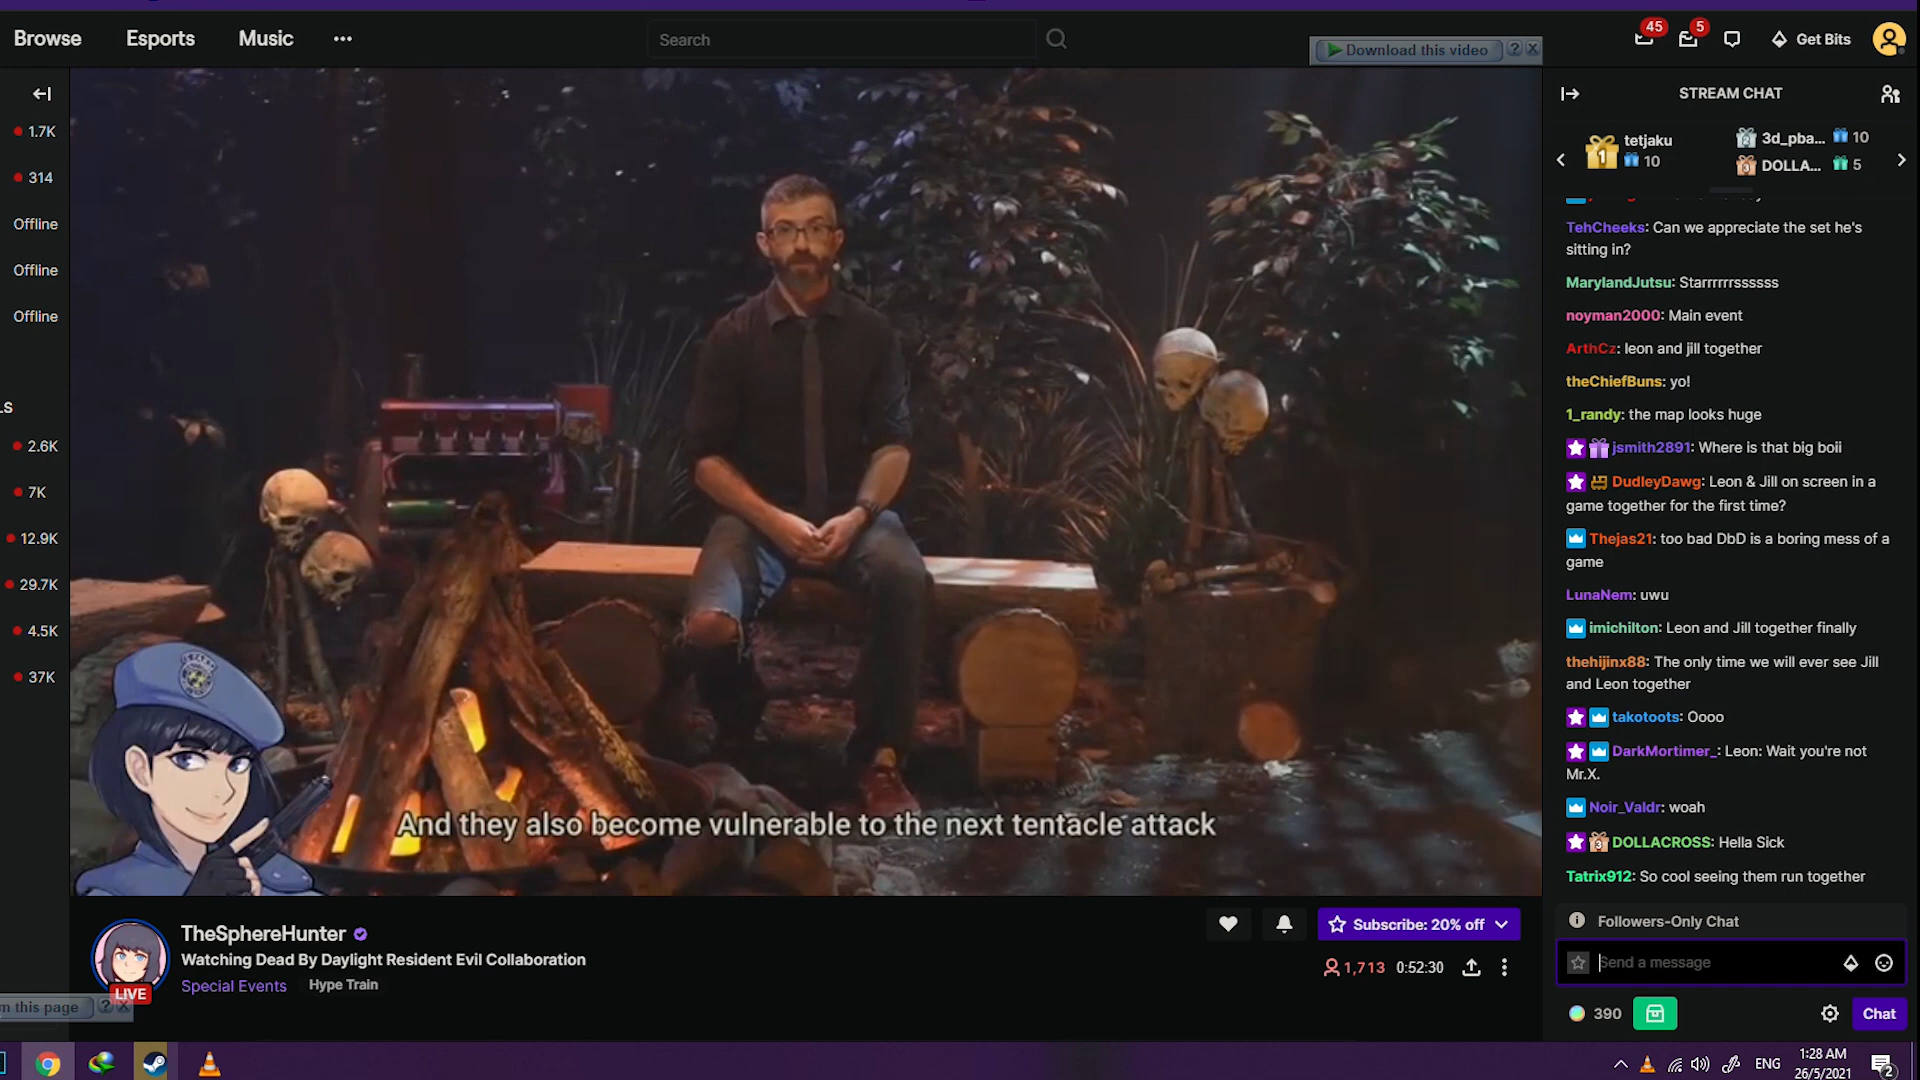 Browse
Esports
Music
Search
Download this video
?
45
5
Get Bits
1.7K
314
Offline
Offline
Offline
LS
2.6K
7K
12.9K
29.7K
4.5K
37K
And they also become vulnerable to the next tentacle attack
STREAM CHAT
1
tetjaku
10
2
3d_pba... 10
3
DOLLA... 5
TehCheeks: Can we appreciate the set he's
sitting in?
MarylandJutsu: Starrrrrrssssss
noyman2000: Main event
ArthCz: leon and jill together
theChiefBuns: yo!
1_randy: the map looks huge
jsmith2891: Where is that big boii
DudleyDawg: Leon & Jill on screen in a
game together for the first time?
Thejas21: too bad DbD is a boring mess of a
game
LunaNem: uwu
imichilton: Leon and Jill together finally
thehijinx88: The only time we will ever see Jill
and Leon together
takotoots: Oooo
DarkMortimer_: Leon: Wait you're not
Mr.X.
Noir_Valdr: woah
3 DOLLACROSS: Hella Sick
Tatrix912: So cool seeing them run together
Followers-Only Chat
Send a message
390
Chat
TheSphereHunter
Watching Dead By Daylight Resident Evil Collaboration
Special Events
Hype Train
LIVE
m this page
?
Subscribe: 20% off
1,713
0:52:30
ENG
1:28 AM
26/5/2021
2